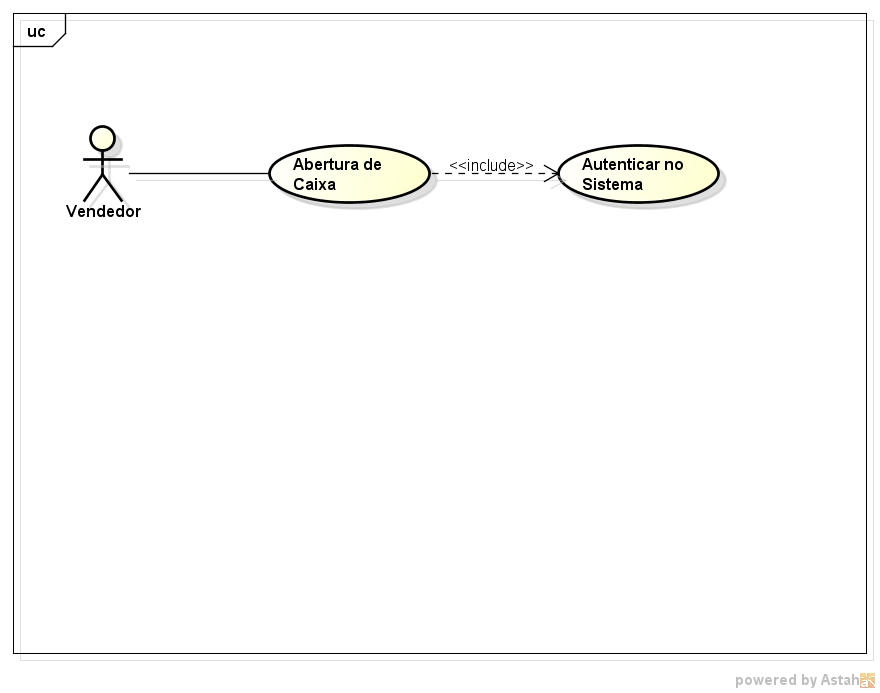 uc
<<include>>
Abertura de
Caixa
Autenticar no
Sistema
Vendedor
powered by Astah